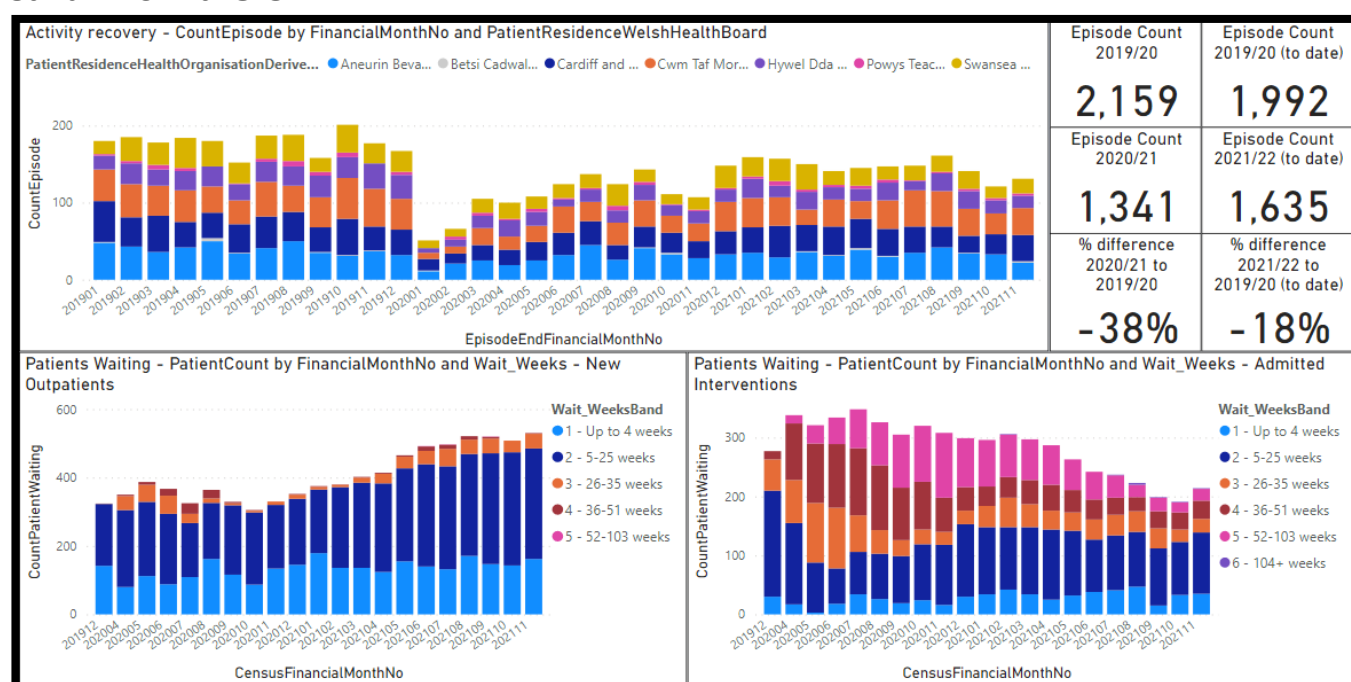 Activity recovery - CountEpisode by FinancialMonthNo and PatientResidenceWelshHealthBoard
PatientResidenceHealthOrganisationDerive... Aneurin Beva... Betsi Cadwal... Cardiff and ... Cwm Taf Mor... Hywel Dda ... Powys Teac... Swansea ...
CountEpisode
200
100
0
201901 201902 201903 201904 201905 201906 201907 201908 201909 201910 201911 201912 202001 202002 202003 202004 202005 202006 202007 202008 202009 202010 202011 202012 202101 202102 202103 202104 202105 202106 202107 202108 202109 202110 202111
EpisodeEndFinancialMonthNo
Episode Count
2019/20
2,159
Episode Count
2019/20 (to date)
1,992
Episode Count
2020/21
1,341
Episode Count
2021/22 (to date)
1,635
% difference
2020/21 to
2019/20
-38%
% difference
2021/22 to
2019/20 (to date)
-18%
Patients Waiting - PatientCount by FinancialMonthNo and Wait_Weeks - New
Outpatients
CountPatientWaiting
600
400
200
0
201912 202004 202005 202006 202007 202008 202009 202010 202011 202012 202101 202102 202103 202104 202105 202106 202107 202108 202109 202110 202111
CensusFinancialMonthNo
Wait_WeeksBand
1 - Up to 4 weeks
2 - 5-25 weeks
3 - 26-35 weeks
4 - 36-51 weeks
5 - 52-103 weeks
Patients Waiting - PatientCount by FinancialMonthNo and Wait_Weeks - Admitted
Interventions
CountPatientWaiting
300
200
100
0
201912 202004 202005 202006 202007 202008 202009 202010 202011 202012 202101 202102 202103 202104 202105 202106 202107 202108 202109 202110 202111
CensusFinancialMonthNo
Wait_WeeksBand
1 - Up to 4 weeks
2 - 5-25 weeks
3 - 26-35 weeks
4 - 36-51 weeks
5 - 52-103 weeks
6 - 104+ weeks